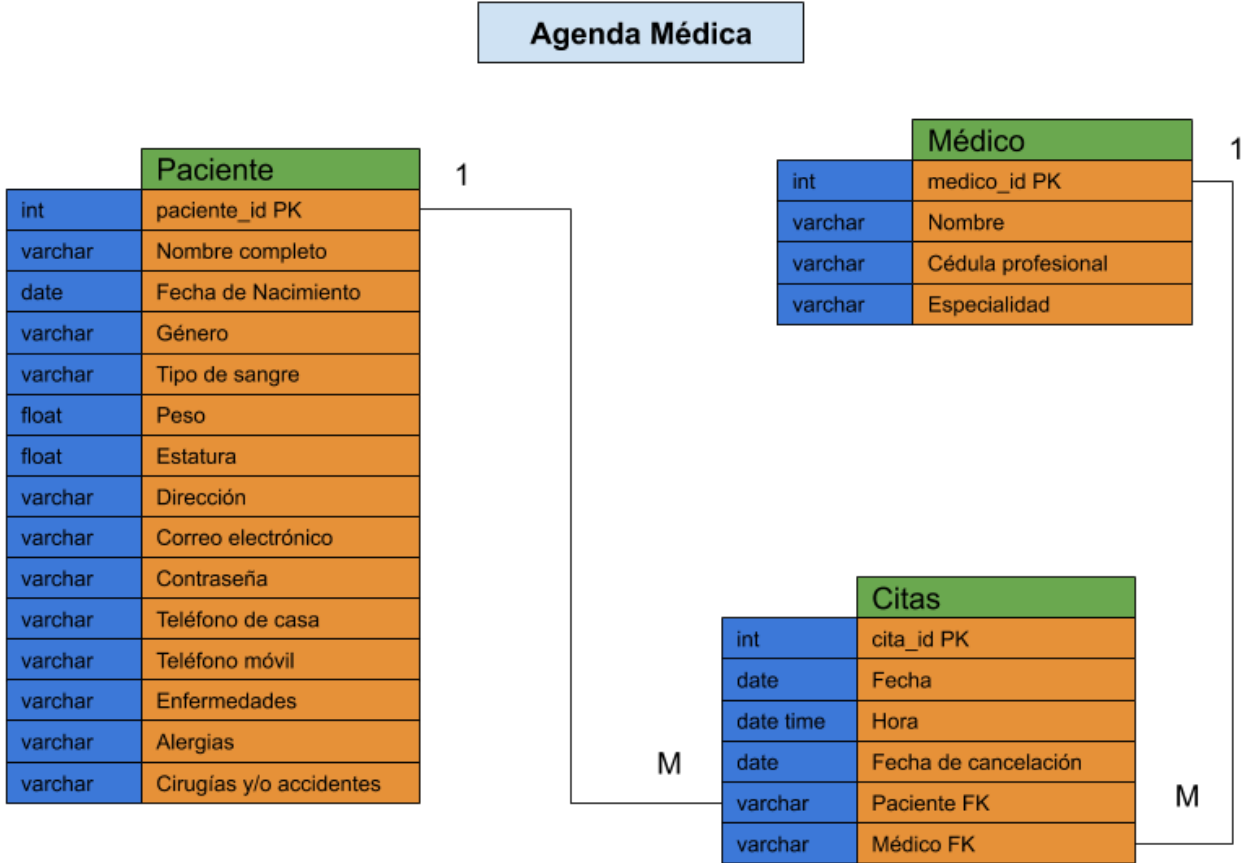 Agenda Médica
Paciente
1
int paciente_id PK
varchar Nombre completo
date Fecha de Nacimiento
varchar Género
varchar Tipo de sangre
float Peso
float Estatura
varchar Dirección
varchar Correo electrónico
varchar Contraseña
varchar Teléfono de casa
varchar Teléfono móvil
varchar Enfermedades
varchar Alergias
varchar Cirugías y/o accidentes
Médico
1
int medico_id PK
varchar Nombre
varchar Cédula profesional
varchar Especialidad
Citas
int cita_id PK
date Fecha
date time Hora
date Fecha de cancelación
varchar Paciente FK
varchar Médico FK
M
M